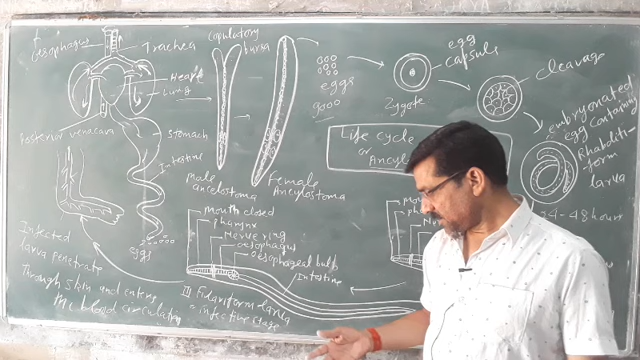 Oesophagus
Trachea
Heart
Lung
Posterior venacava
Stomach
Intestine
eggs
Infected
larva penetrate
Through skin and enters
the blood circulation
copulatory
bursa
male
ancelostoma
Female
Ancylostoma
eggs
9000
egg
capsule
Zygote
cleavage
embryonated
egg containing
Rhabditi-
form
larva
Life cycle
or
Ancyl
24-48 hours
mouth closed
Pharynx
Nerve ring
oesophagus
oesophageal bulb
Intestine
II Filariform larva
infective stage